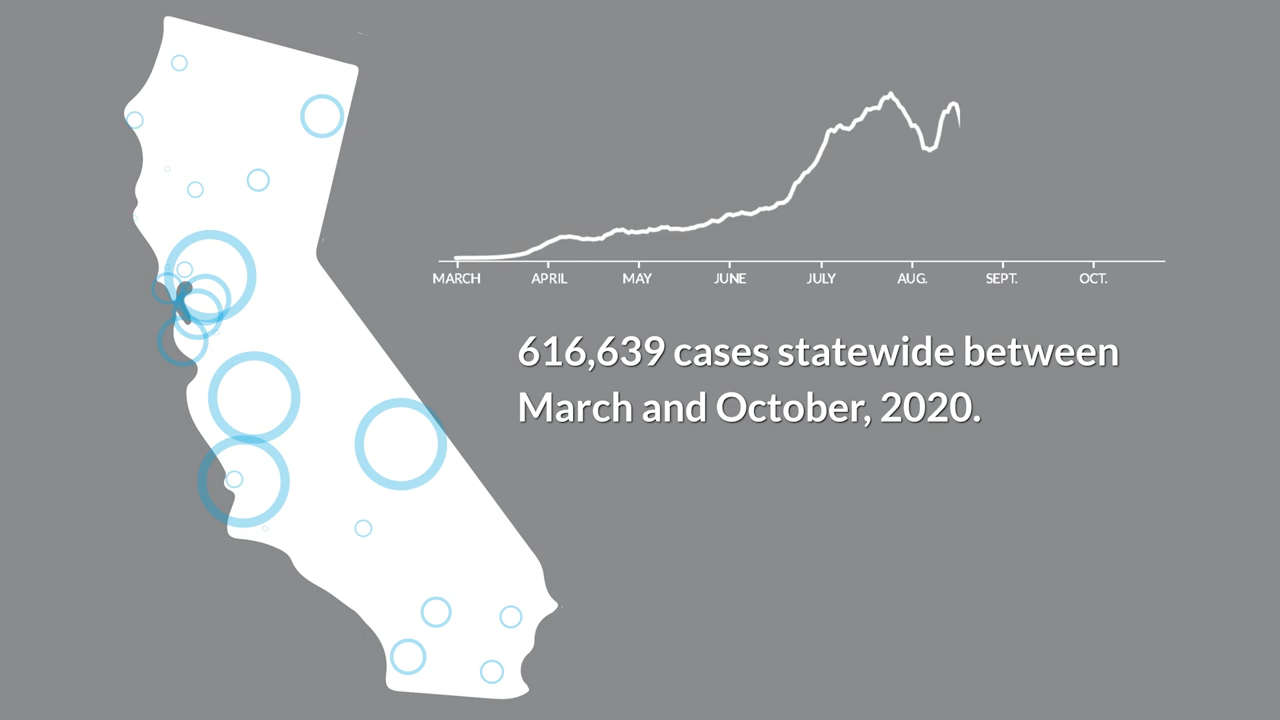 MARCH APRIL MAY JUNE JULY AUG. SEPT. OCT.
616,639 cases statewide between
March and October, 2020.